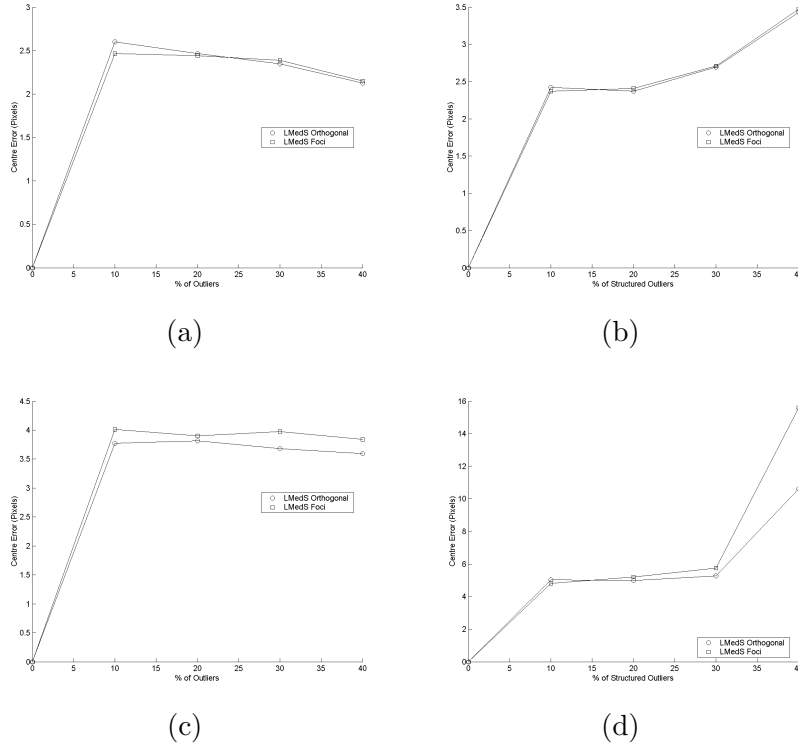 3
2.5
2
1.5
1
0.5
0
0 5 10 15 20 25 30 35 40
Centre Error (Pixels)
% of Outliers
LMedS Orthogonal
LMedS Foci
(a)
3.5
3
2.5
2
1.5
1
0.5
0
0 5 10 15 20 25 30 35 40
Centre Error (Pixels)
% of Structured Outliers
LMedS Orthogonal
LMedS Foci
(b)
4.5
4
3.5
3
2.5
2
1.5
1
0.5
0
0 5 10 15 20 25 30 35 40
Centre Error (Pixels)
% of Outliers
LMedS Orthogonal
LMedS Foci
(c)
16
14
12
10
8
6
4
2
0
0 5 10 15 20 25 30 35 40
Centre Error (Pixels)
% of Structured Outliers
LMedS Orthogonal
LMedS Foci
(d)